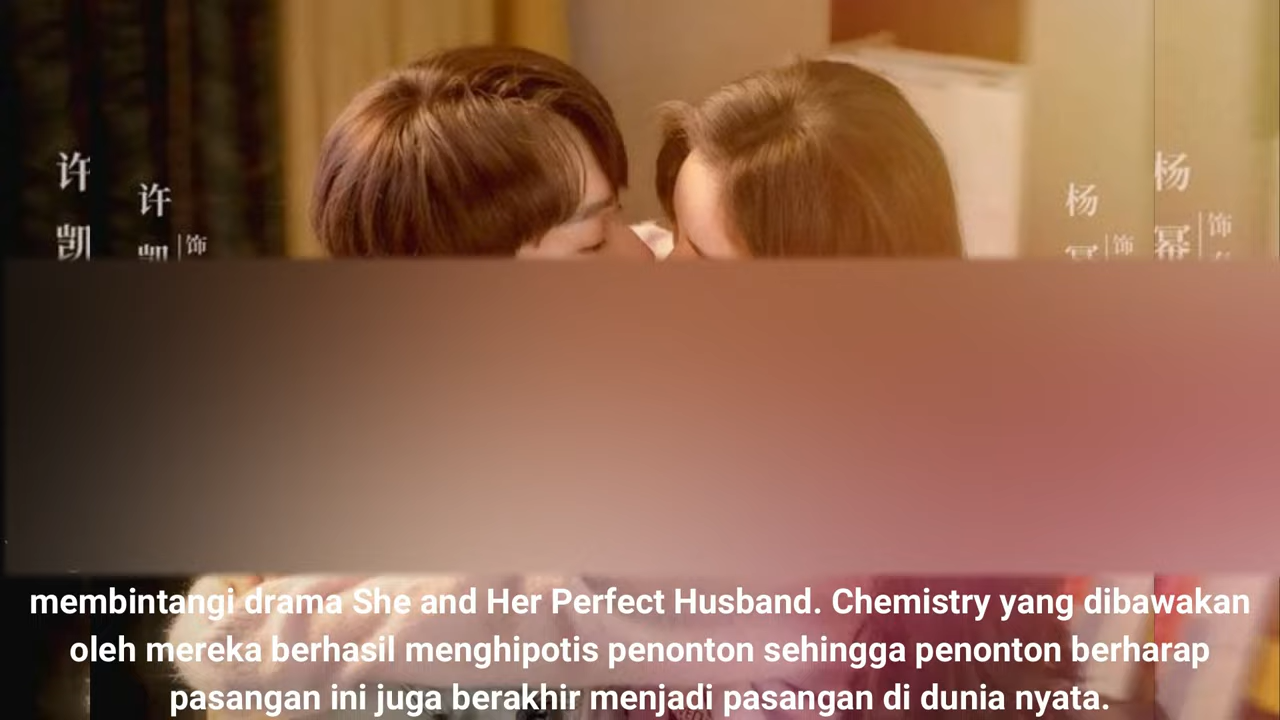 许
许
杨
杨
饰
饰
membintangi drama She and Her Perfect Husband. Chemistry yang dibawakan
oleh mereka berhasil menghipotis penonton sehingga penonton berharap
pasangan ini juga berakhir menjadi pasangan di dunia nyata.